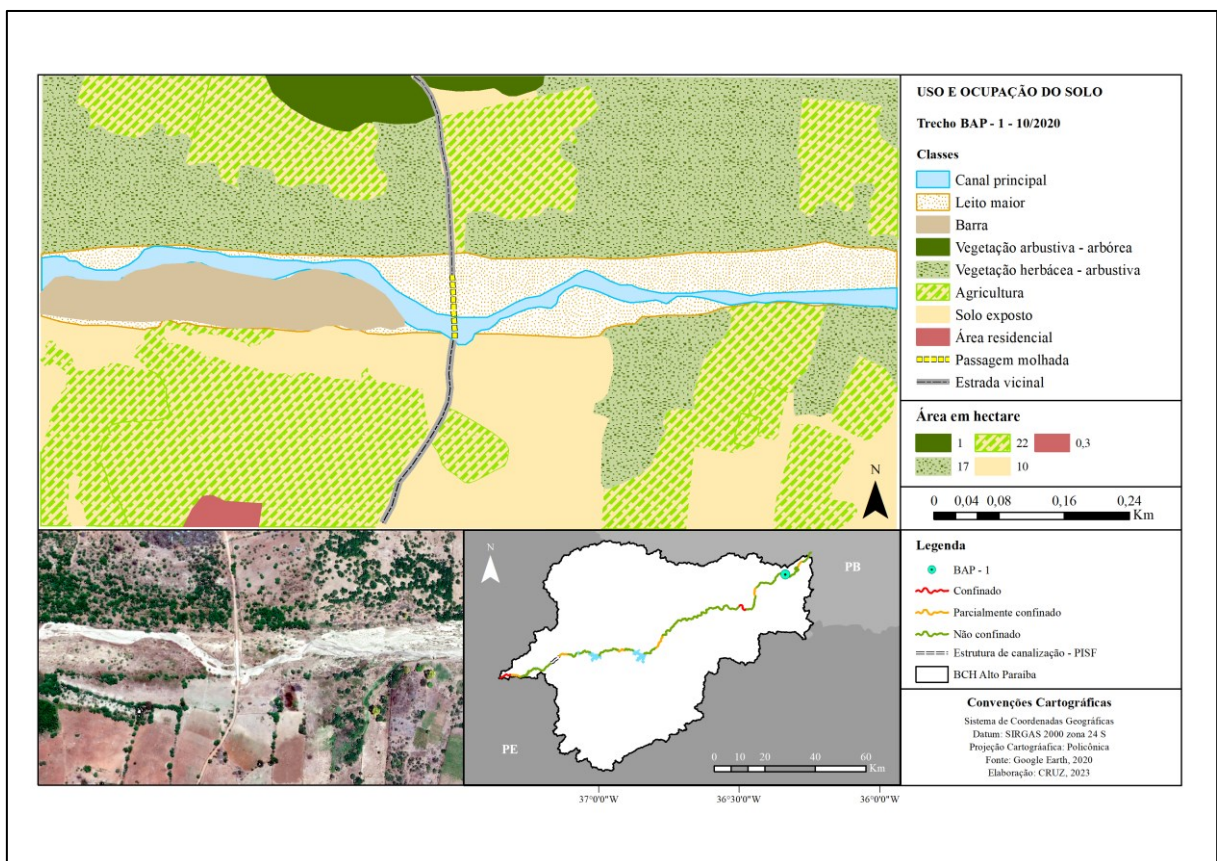 USO E OCUPAÇÃO DO SOLO
Trecho BAP - 1 - 10/2020
Classes
Canal principal
Leito maior
Barra
Vegetação arbustiva - arbórea
Vegetação herbácea - arbustiva
Agricultura
Solo exposto
Área residencial
Passagem molhada
Estrada vicinal
Área em hectare
1 22 0,3
17 10
0 0,04 0,08 0,16 0,24
Km
N
Legenda
BAP - 1
Confinado
Parcialmente confinado
Não confinado
Estrutura de canalização - PISF
BCH Alto Paraíba
Convenções Cartográficas
Sistema de Coordenadas Geográficas
Datum: SIRGAS 2000 zona 24 S
Projeção Cartográafica: Policônica
Fonte: Google Earth, 2020
Elaboração: CRUZ, 2023
N
PB
PE
0 10 20 40 60
Km
37°0'0"W 36°30'0"W 36°0'0"W